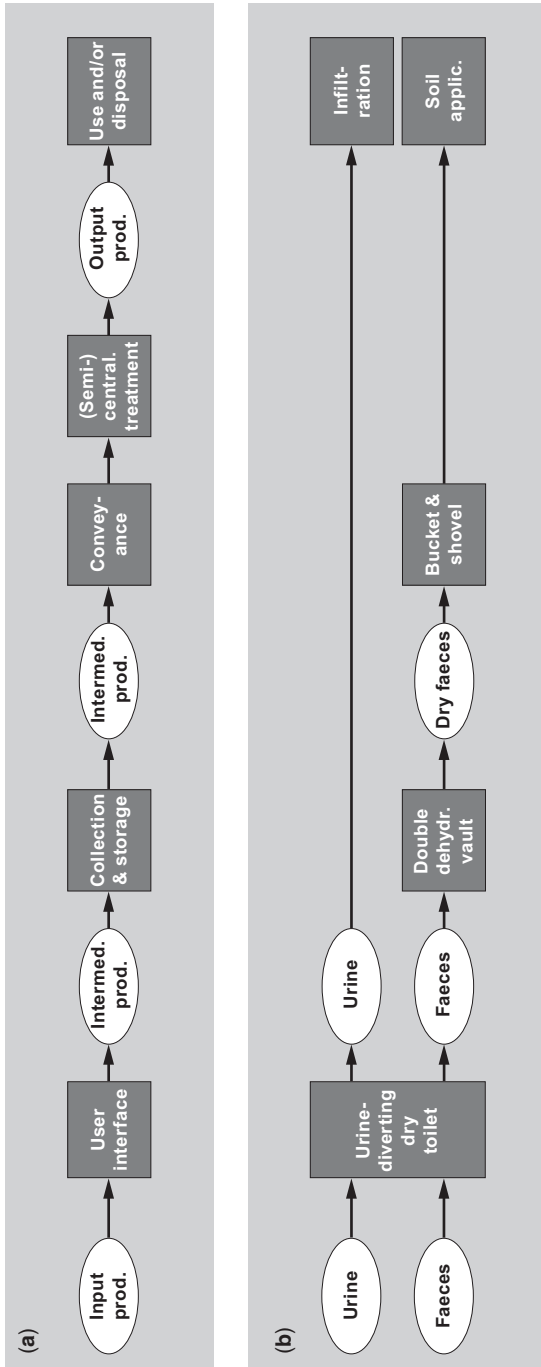 (a)
Input
prod.
User
interface
Intermed.
prod.
Collection
& storage
Intermed.
prod.
Convey-
ance
(Semi-)
central.
treatment
Output
prod.
Use and/or
disposal
(b)
Urine
Faeces
Urine-
diverting
dry
toilet
Urine
Faeces
Double
dehydr.
vault
Dry faeces
Bucket &
shovel
Infilt-
ration
Soil
applic.